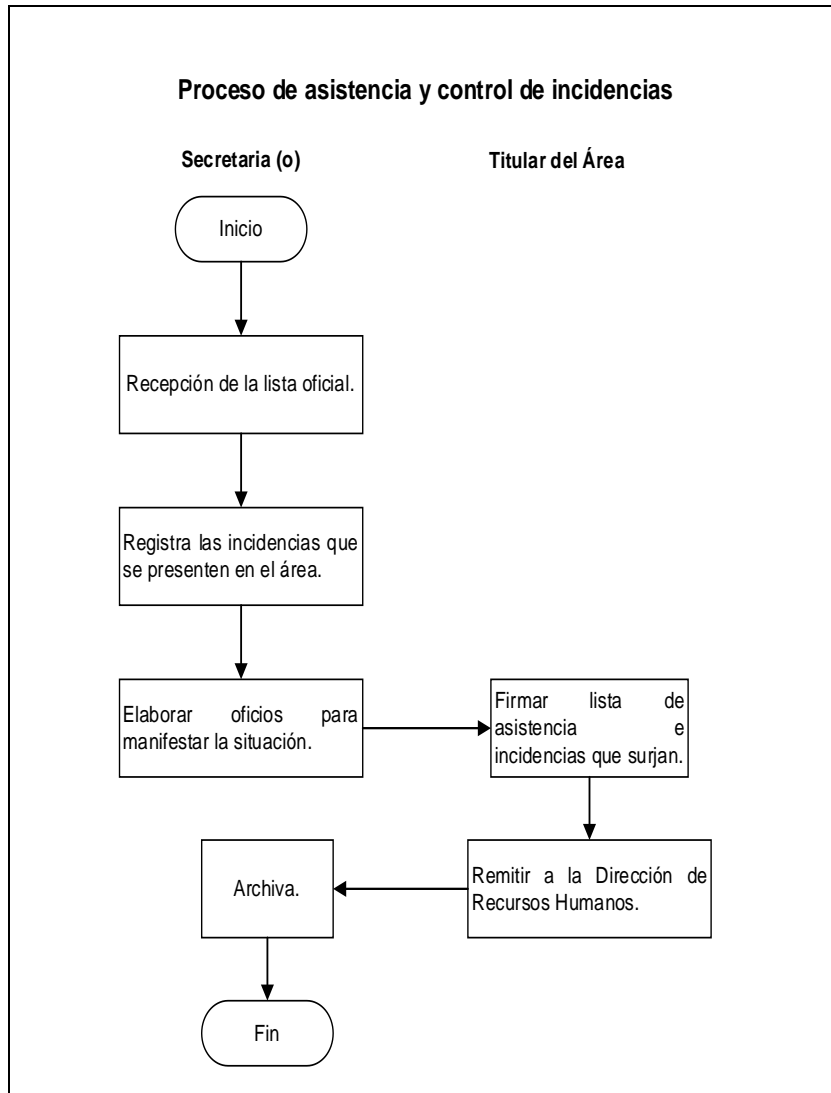 Proceso de asistencia y control de incidencias
Secretaria (o)
Titular del Área
Inicio
Recepción de la lista oficial.
Registra las incidencias que
se presenten en el área.
Elaborar oficios para
manifestar la situación.
Firmar lista de
asistencia e
incidencias que surjan.
Remitir a la Dirección de
Recursos Humanos.
Archiva.
Fin